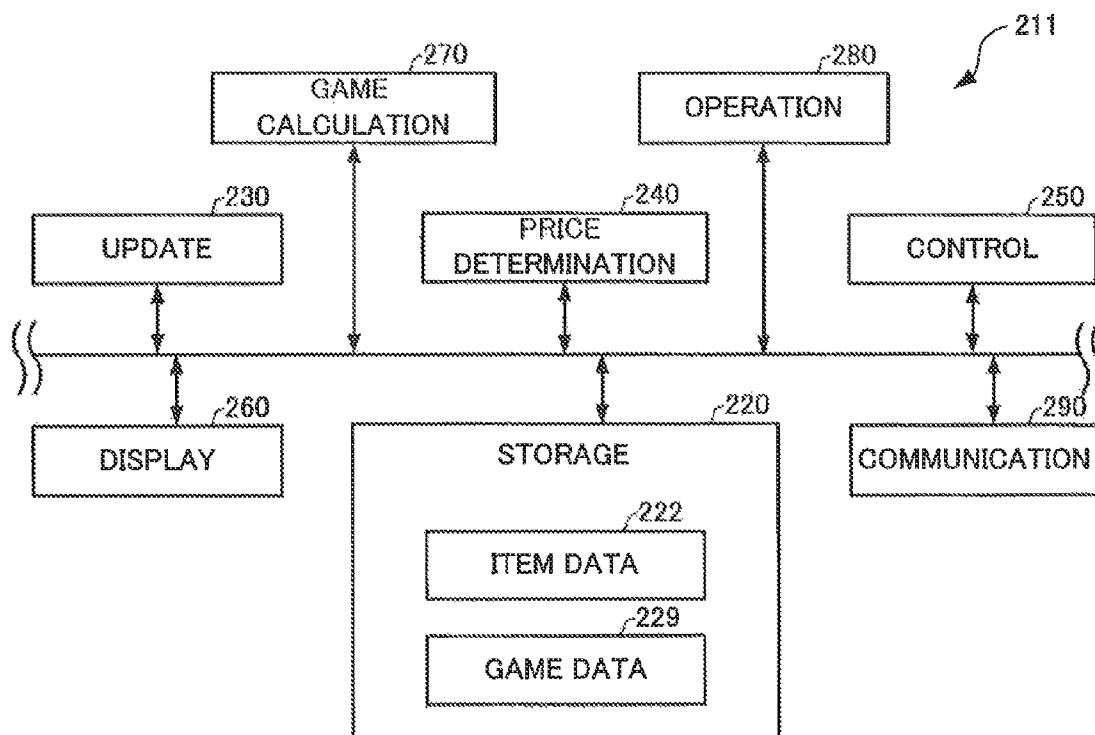 211
270
GAME
CALCULATION
280
OPERATION
230
UPDATE
240
PRICE
DETERMINATION
250
CONTROL
260
DISPLAY
220
STORAGE
290
COMMUNICATION
222
ITEM DATA
229
GAME DATA